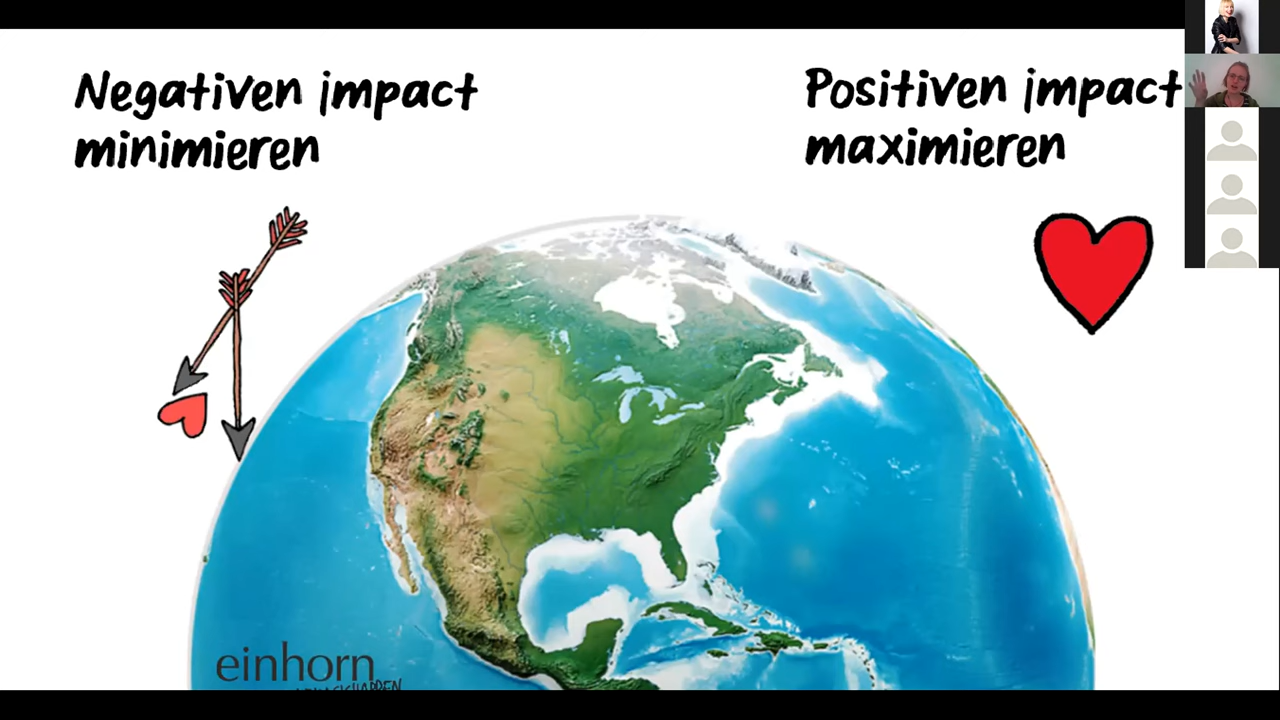 Negativen impact
minimieren
Positiven impact
maximieren
einhorn